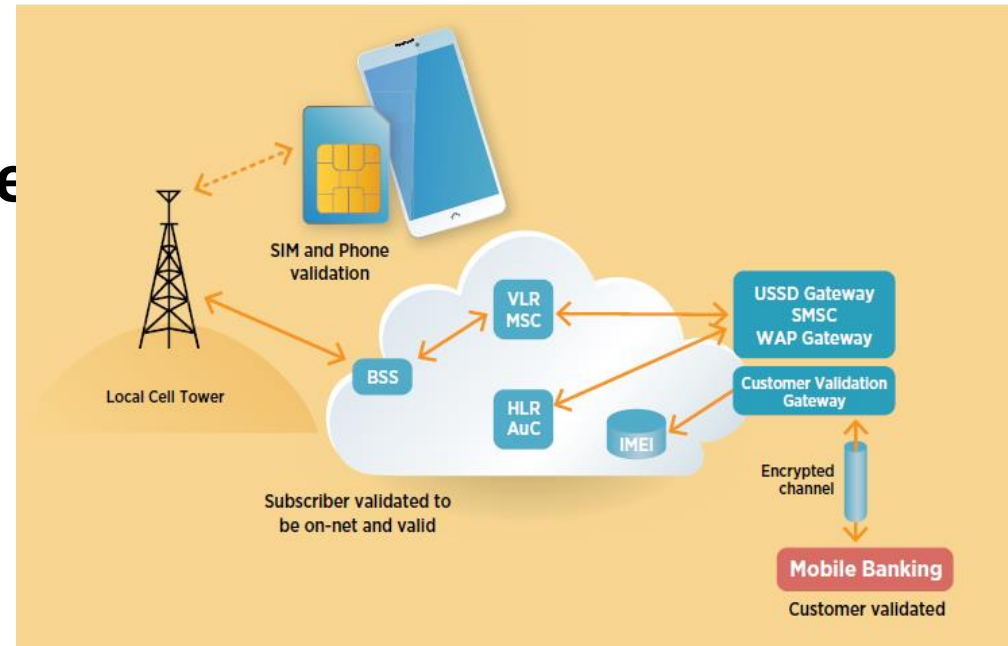 e
SIM and Phone
validation
Local Cell Tower
BSS
VLR
MSC
HLR
AuC
IMEI
USSD Gateway
SMSC
WAP Gateway
Customer Validation
Gateway
Encrypted
channel
Subscriber validated to
be on-net and valid
Mobile Banking
Customer validated